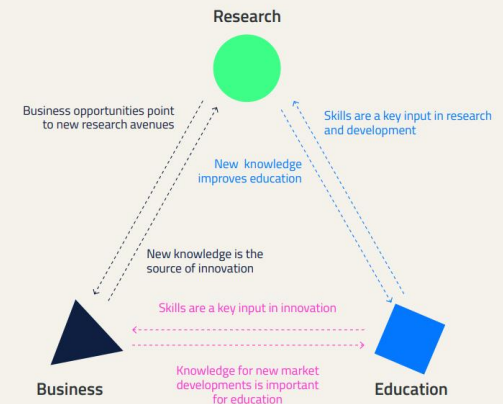 Research
Business opportunities point
to new research avenues
Skills are a key input in research
and development
New knowledge
improves education
New knowledge is the
source of innovation
Skills are a key input in innovation
Knowledge for new market
developments is important
for education
Business
Education